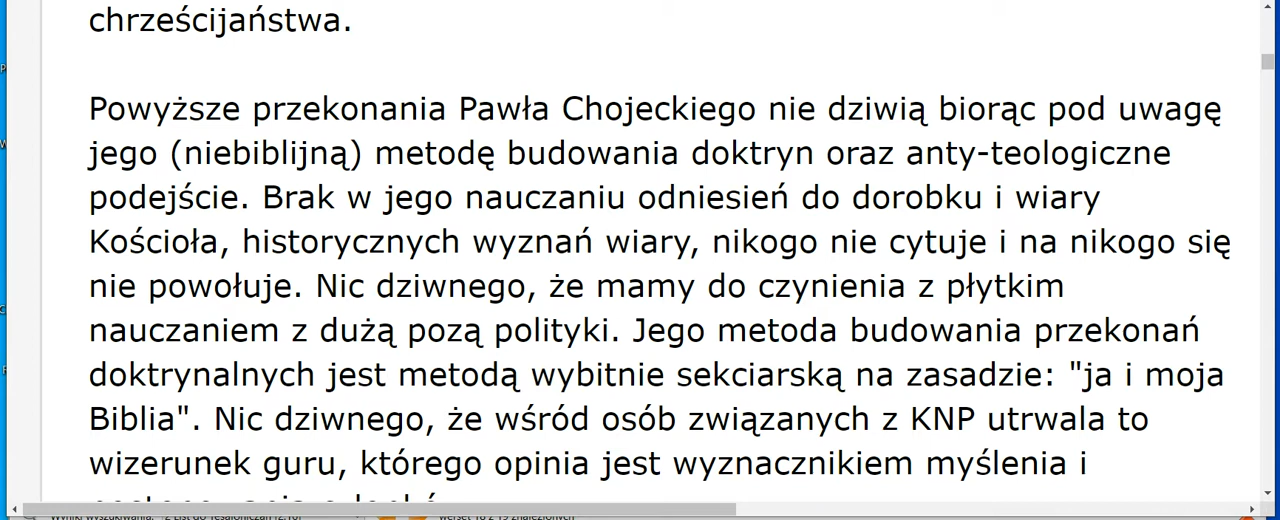 chrześcijaństwa.
Powyższe przekonania Pawła Chojeckiego nie dziwią biorąc pod uwagę
jego (niebiblijną) metodę budowania doktryn oraz anty-teologiczne
podejście. Brak w jego nauczaniu odniesień do dorobku i wiary
Kościoła, historycznych wyznań wiary, nikogo nie cytuje i na nikogo się
nie powołuje. Nic dziwnego, że mamy do czynienia z płytkim
nauczaniem z dużą pozą polityki. Jego metoda budowania przekonań
doktrynalnych jest metodą wybitnie sekciarską na zasadzie: "ja i moja
Biblia". Nic dziwnego, że wśród osób związanych z KNP utrwala to
wizerunek guru, którego opinia jest wyznacznikiem myślenia i